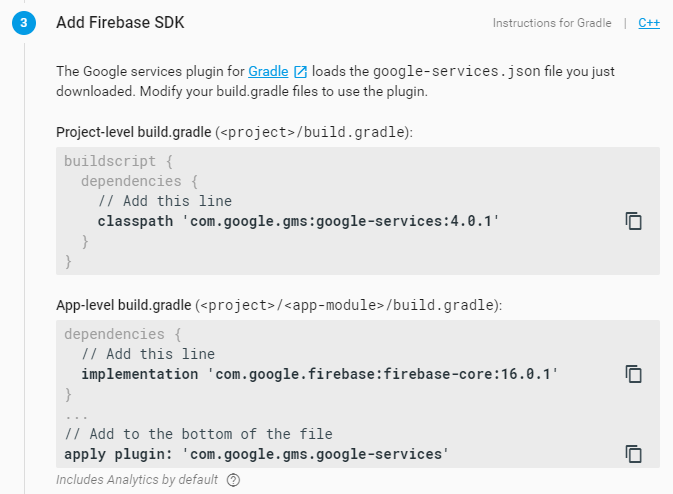 3 Add Firebase SDK Instructions for Gradle | C++
The Google services plugin for Gradle loads the google-services.json file you just
downloaded. Modify your build.gradle files to use the plugin.
Project-level build.gradle (<project>/build.gradle):
buildscript {
  dependencies {
    // Add this line
    classpath 'com.google.gms:google-services:4.0.1'
  }
}
App-level build.gradle (<project>/<app-module>/build.gradle):
dependencies {
  // Add this line
  implementation 'com.google.firebase:firebase-core:16.0.1'
}
...
// Add to the bottom of the file
apply plugin: 'com.google.gms.google-services'
Includes Analytics by default ?